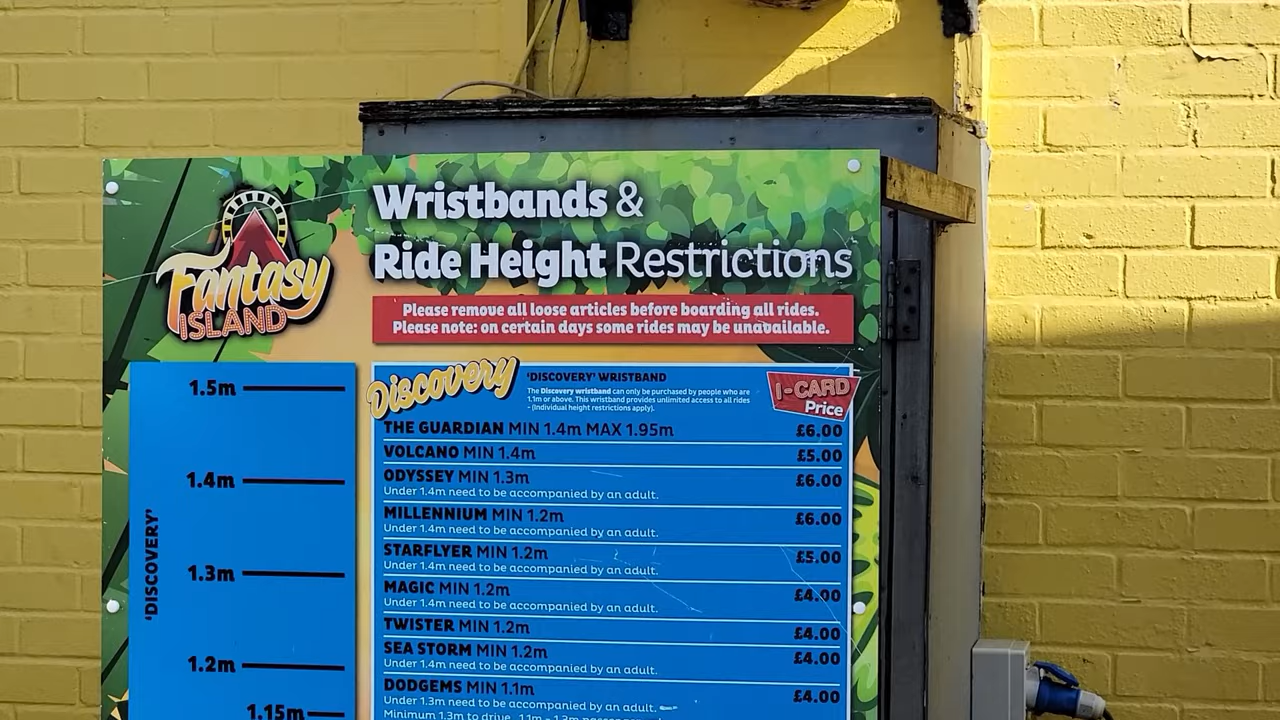 Fantasy
ISLAND
Wristbands &
Ride Height Restrictions
Please remove all loose articles before boarding all rides.
Please note: on certain days some rides may be unavailable.
1.5m
1.4m
1.3m
1.2m
1.15m
'DISCOVERY'
Discovery
'DISCOVERY' WRISTBAND
The Discovery wristband can only be purchased by people who are
1.1m or above. This wristband provides unlimited access to all rides
- (Individual height restrictions apply).
I-CARD
Price
THE GUARDIAN MIN 1.4m MAX 1.95m £6.00
VOLCANO MIN 1.4m £5.00
ODYSSEY MIN 1.3m £6.00
Under 1.4m need to be accompanied by an adult.
MILLENNIUM MIN 1.2m £6.00
Under 1.4m need to be accompanied by an adult.
STARFLYER MIN 1.2m £5.00
Under 1.4m need to be accompanied by an adult.
MAGIC MIN 1.2m £4.00
Under 1.4m need to be accompanied by an adult.
TWISTER MIN 1.2m £4.00
SEA STORM MIN 1.2m £4.00
Under 1.4m need to be accompanied by an adult.
DODGEMS MIN 1.1m £4.00
Under 1.3m need to be accompanied by an adult.
Minimum 1.3m to drive 1.1m - 1.3m